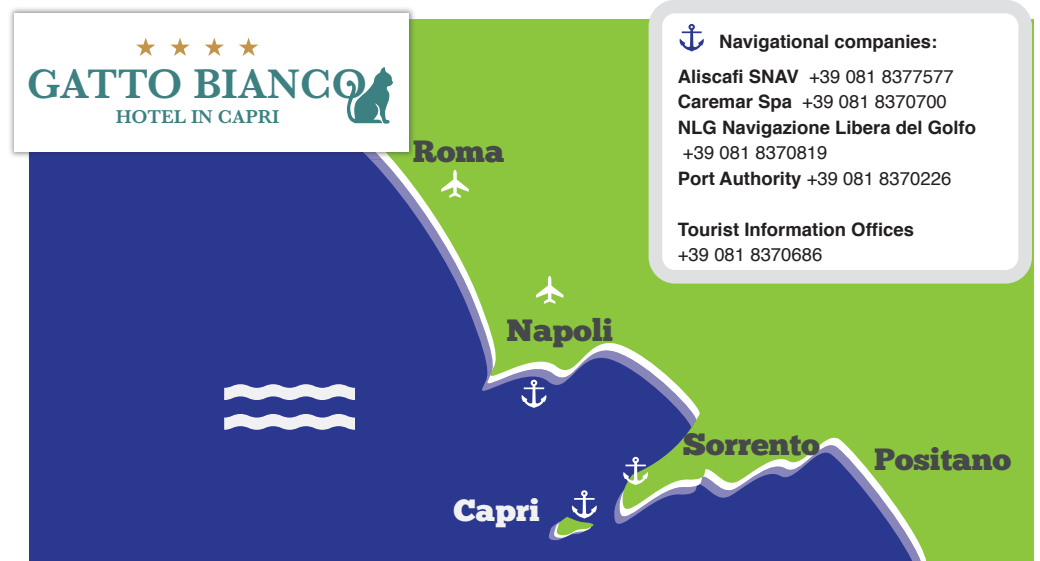 GATTO BIANCO
HOTEL IN CAPRI
Navigational companies:
Aliscafi SNAV +39 081 8377577
Caremar Spa +39 081 8370700
NLG Navigazione Libera del Golfo
+39 081 8370819
Port Authority +39 081 8370226
Tourist Information Offices
+39 081 8370686
Roma
Napoli
Sorrento
Positano
Capri